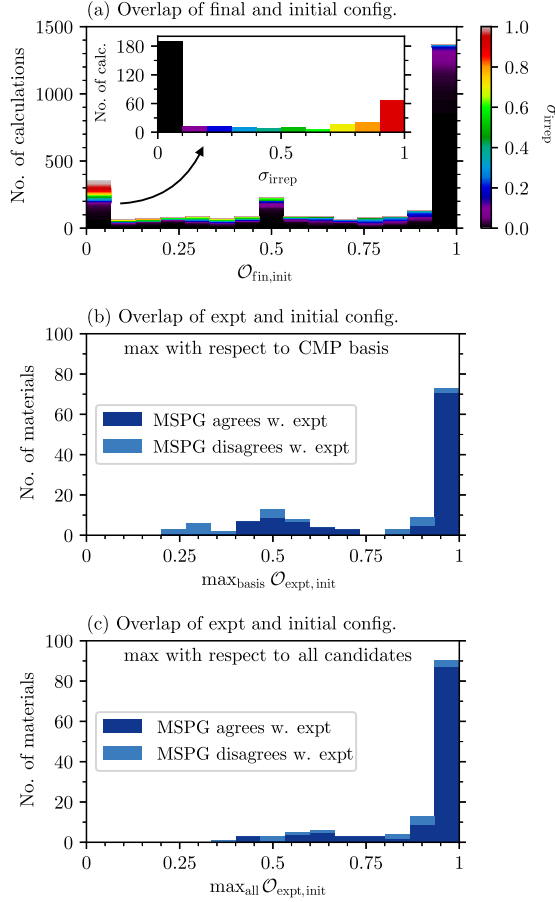 (a) Overlap of final and initial config.
No. of calculations
1500
1000
500
0
0
0.25
0.5
0.75
1
𝒪fin,init
No. of calc.
180
120
60
0
0
0.5
1
σirrep
1.0
0.8
0.6
0.4
0.2
0.0
σirrep
(b) Overlap of expt and initial config.
max with respect to CMP basis
No. of materials
100
80
60
40
20
0
MSPG agrees w. expt
MSPG disagrees w. expt
0
0.25
0.5
0.75
1
maxbasis 𝒪expt,init
(c) Overlap of expt and initial config.
max with respect to all candidates
No. of materials
100
80
60
40
20
0
MSPG agrees w. expt
MSPG disagrees w. expt
0
0.25
0.5
0.75
1
maxall 𝒪expt,init